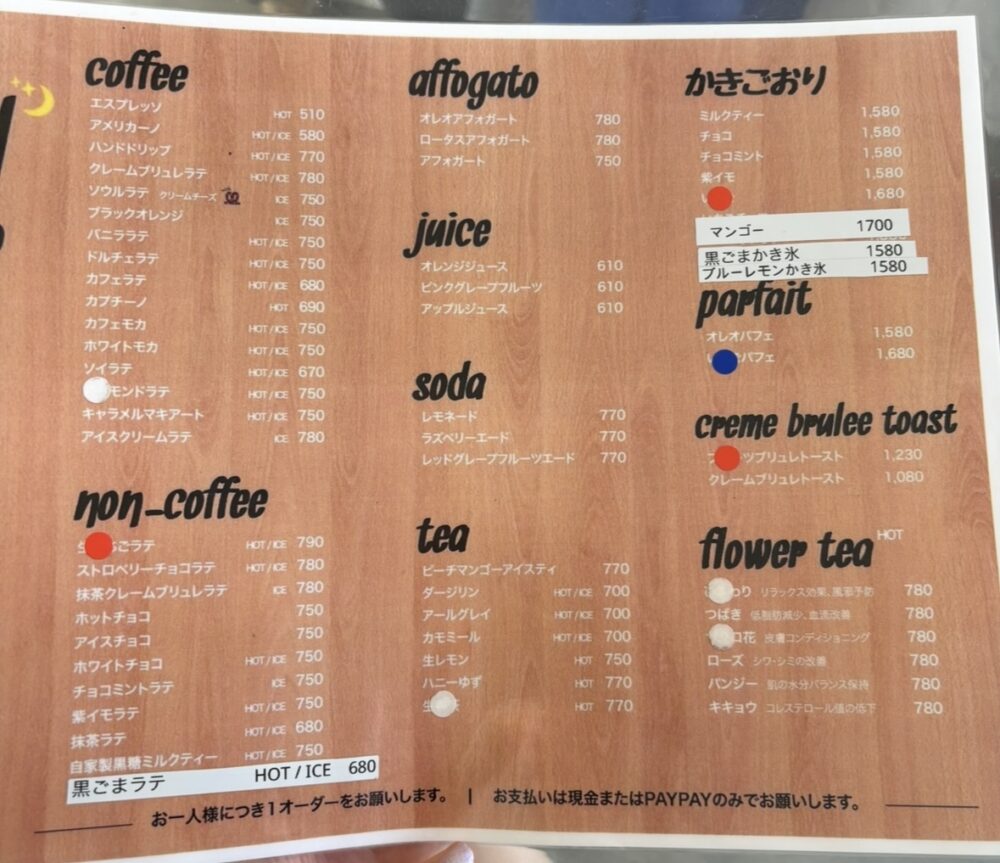 coffee
エスプレッソ HOT 510
アメリカーノ HOT/ICE 580
ハンドドリップ HOT/ICE 770
クレームブリュレラテ HOT/ICE 780
ソウルラテ クリームチーズ ICE 750
ブラックオレンジ ICE 750
バニララテ HOT/ICE 750
ドルチェラテ HOT/ICE 750
カフェラテ HOT/ICE 680
カプチーノ HOT 690
カフェモカ HOT/ICE 750
ホワイトモカ HOT/ICE 750
ソイラテ HOT/ICE 670
モンドラテ HOT/ICE 750
キャラメルマキアート HOT/ICE 750
アイスクリームラテ ICE 780
non-coffee
生 ごラテ HOT/ICE 790
ストロベリーチョコラテ HOT/ICE 780
抹茶クレームブリュレラテ HOT/ICE 780
ホットチョコ 750
アイスチョコ 750
ホワイトチョコ HOT/ICE 750
チョコミントラテ ICE 750
紫イモラテ HOT/ICE 750
抹茶ラテ HOT/ICE 680
自家製黒糖ミルクティー HOT/ICE 750
黒ごまラテ HOT/ICE 680
affogato
オレオアフォガート 780
ロータスアフォガート 780
アフォガート 750
juice
オレンジジュース 610
ピンクグレープフルーツ 610
アップルジュース 610
soda
レモネード 770
ラズベリーエード 770
レッドグレープフルーツエード 770
tea
ピーチマンゴーアイスティ 770
ダージリン HOT/ICE 700
アールグレイ HOT/ICE 700
カモミール HOT/ICE 700
生レモン HOT 750
ハニーゆず HOT 770
生 HOT 770
かきごおり
ミルクティー 1,580
チョコ 1,580
チョコミント 1,580
紫イモ 1,580
1,680
マンゴー 1700
黒ごまかき氷 1580
ブルーレモンかき氷 1580
parfait
オレオパフェ 1,580
パフェ 1,680
creme brulee toast
ツブリュレトースト 1,230
クレームブリュレトースト 1,080
flower tea HOT
わり リラックス効果、風邪予防 780
つばき 低脂肪減少、血流改善 780
花 皮膚コンディショニング 780
ローズ シワ・シミの改善 780
パンジー 肌の水分バランス保持 780
キキョウ コレステロール値の低下 780
お一人様につき1オーダーをお願いします。 | お支払いは現金またはPAYPAYのみでお願いします。